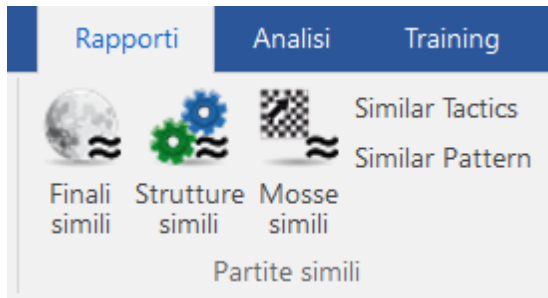 Rapporti Analisi Training
Similar Tactics
Similar Pattern
Finali simili
Strutture simili
Mosse simili
Partite simili